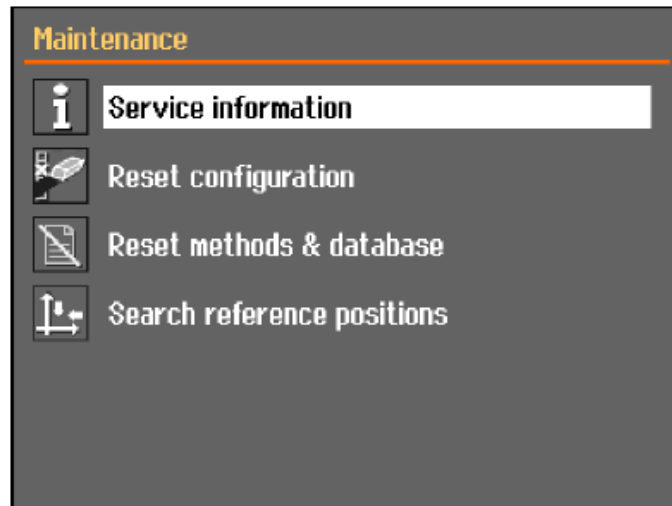 Maintenance
Service information
Reset configuration
Reset methods & database
Search reference positions